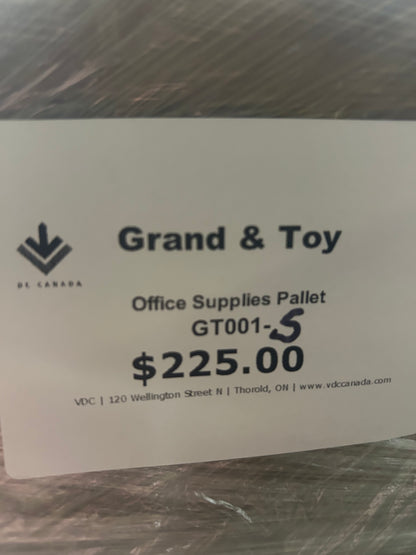 Grand & Toy
DE CANADA
Office Supplies Pallet
GT001-5
$225.00
VDC | 120 Wellington Street N | Thorold, ON | www.vdccanada.com